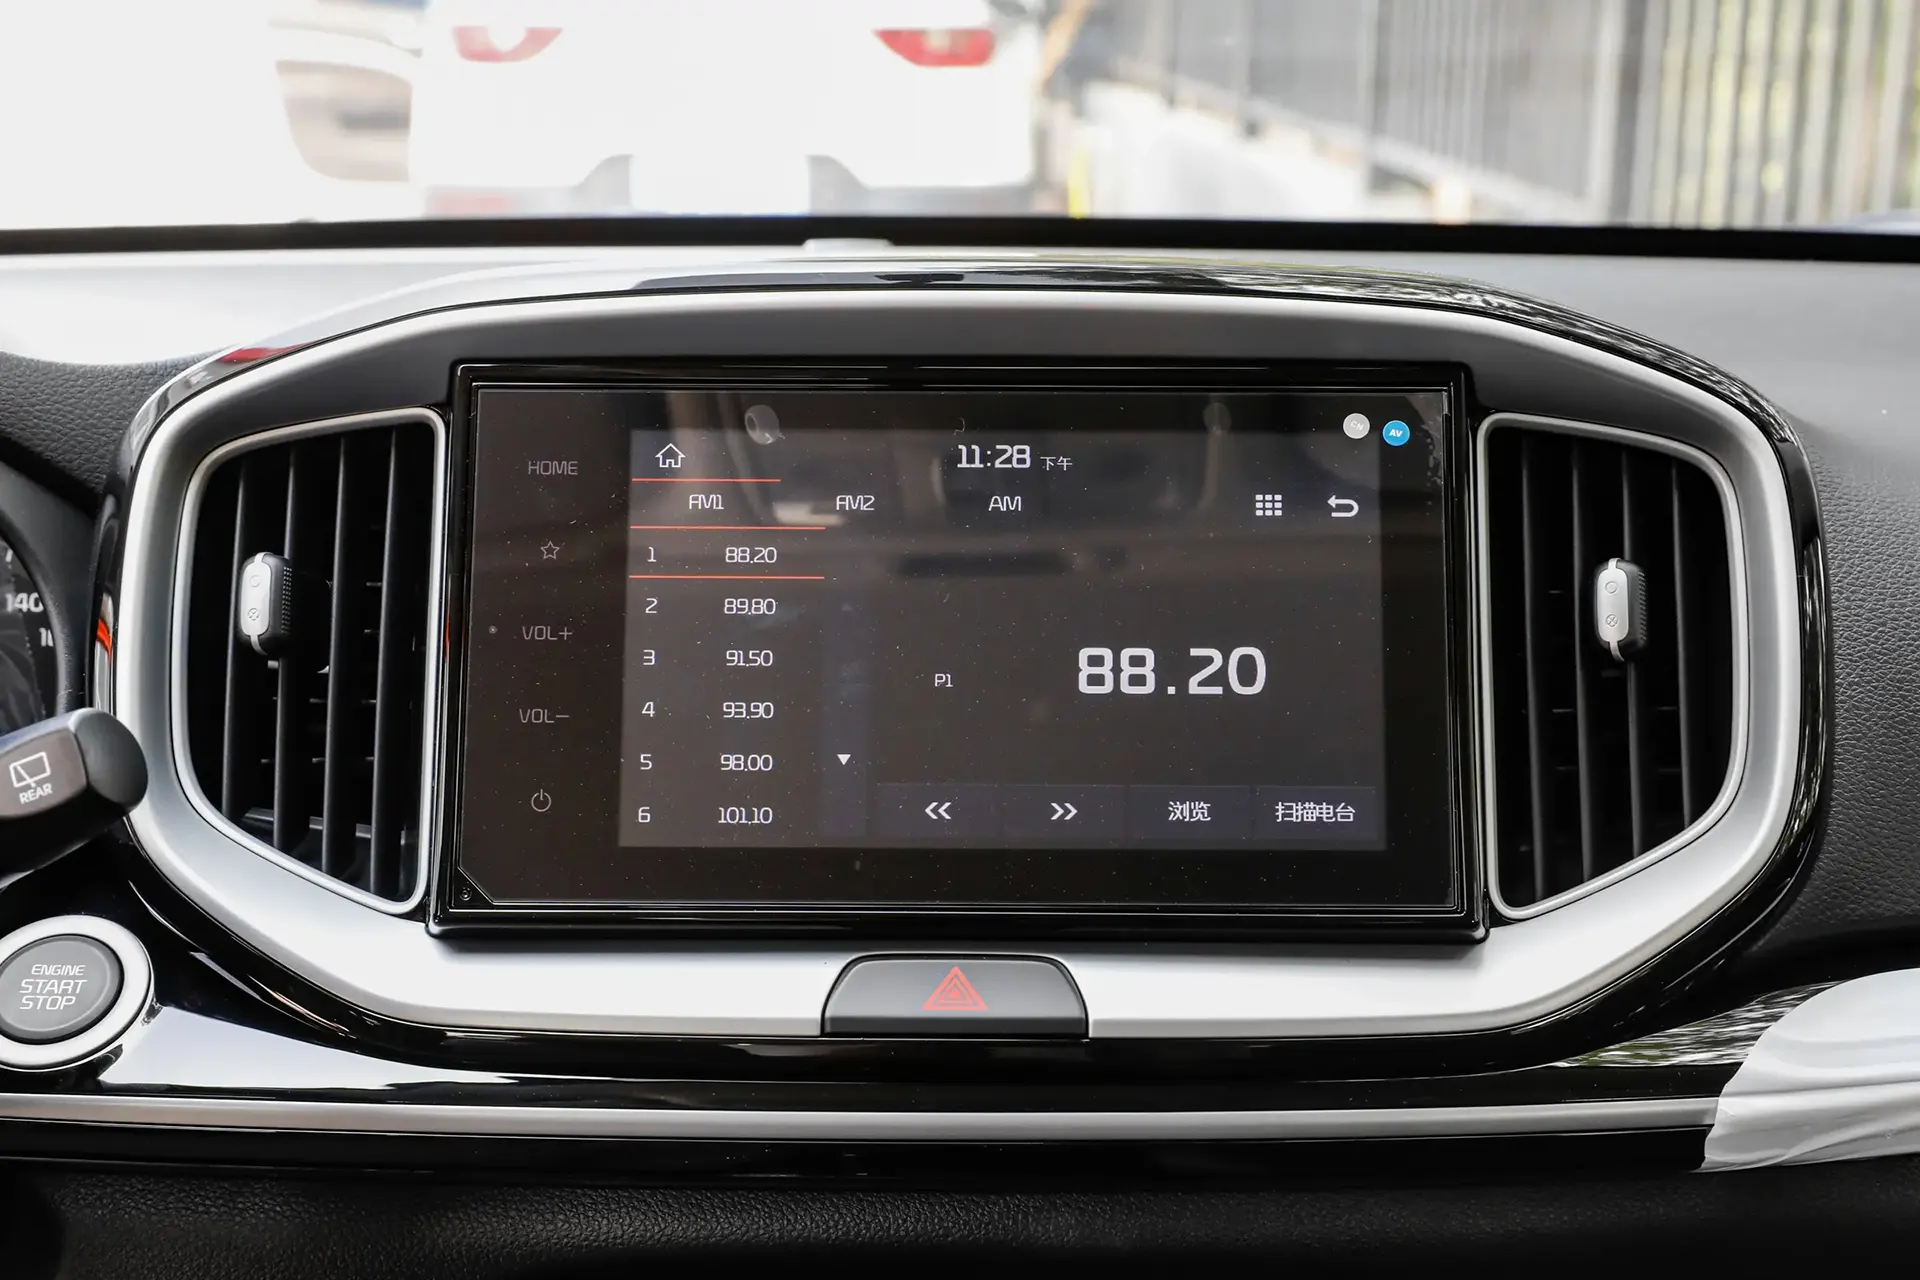 CN AV
HOME
11:28 下午
FM1 FM2 AM
1 88.20
2 89.80
VOL+
3 91.50
P1 88.20
4 93.90
VOL−
5 98.00
6 101.10
浏览 扫描电台
140
REAR
ENGINE
START
STOP